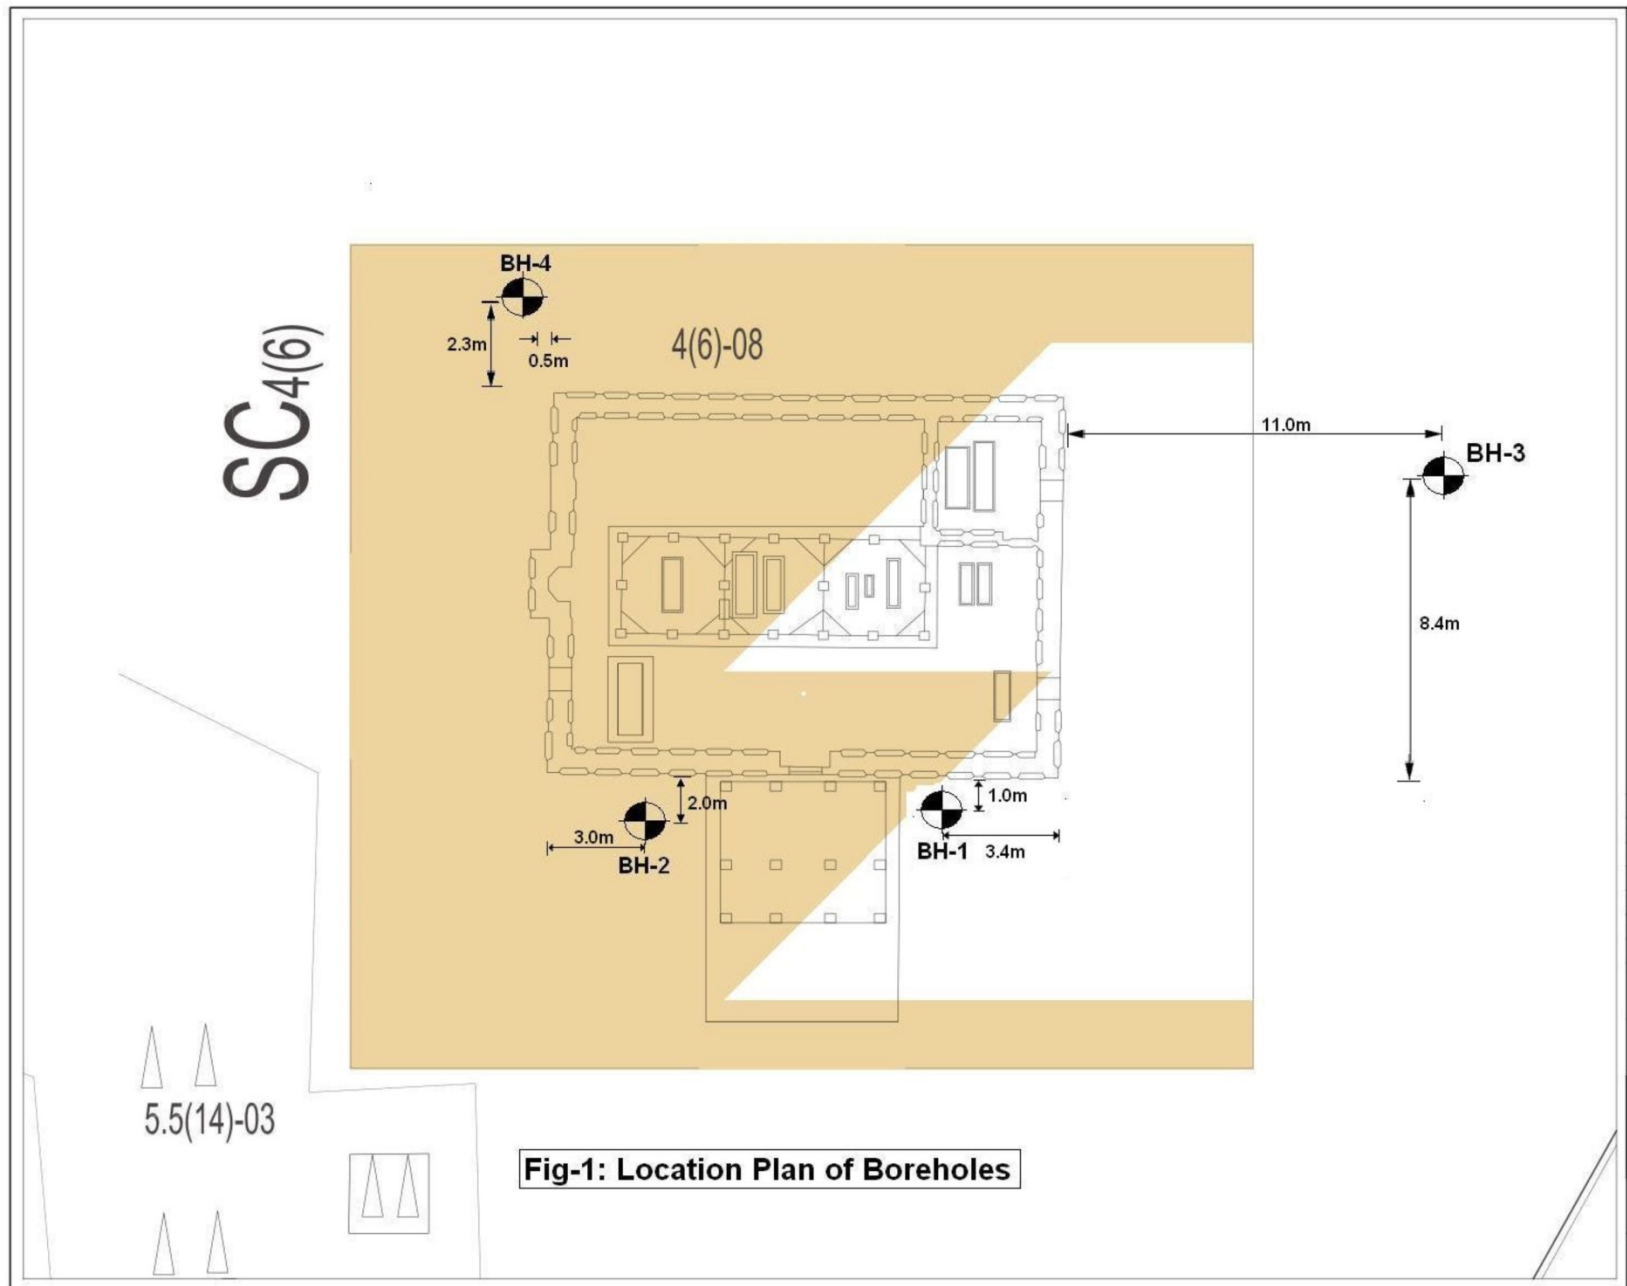 BH-4
2.3m
0.5m
4(6)-08
SC4(6)
11.0m
BH-3
8.4m
2.0m
1.0m
3.0m
BH-2
BH-1
3.4m
5.5(14)-03
Fig-1: Location Plan of Boreholes